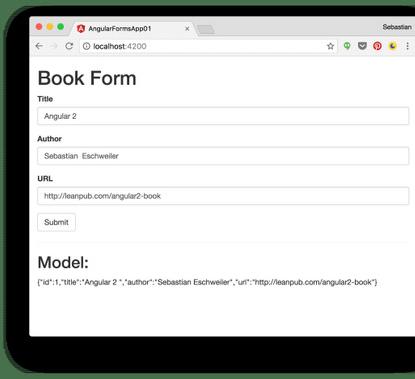 AngularFormsApp01
Sebastian
localhost:4200
Book Form
Title
Angular 2
Author
Sebastian Eschweiler
URL
http://leanpub.com/angular2-book
Submit
Model:
{"id":1,"title":"Angular 2 ","author":"Sebastian Eschweiler","url":"http://leanpub.com/angular2-book"}